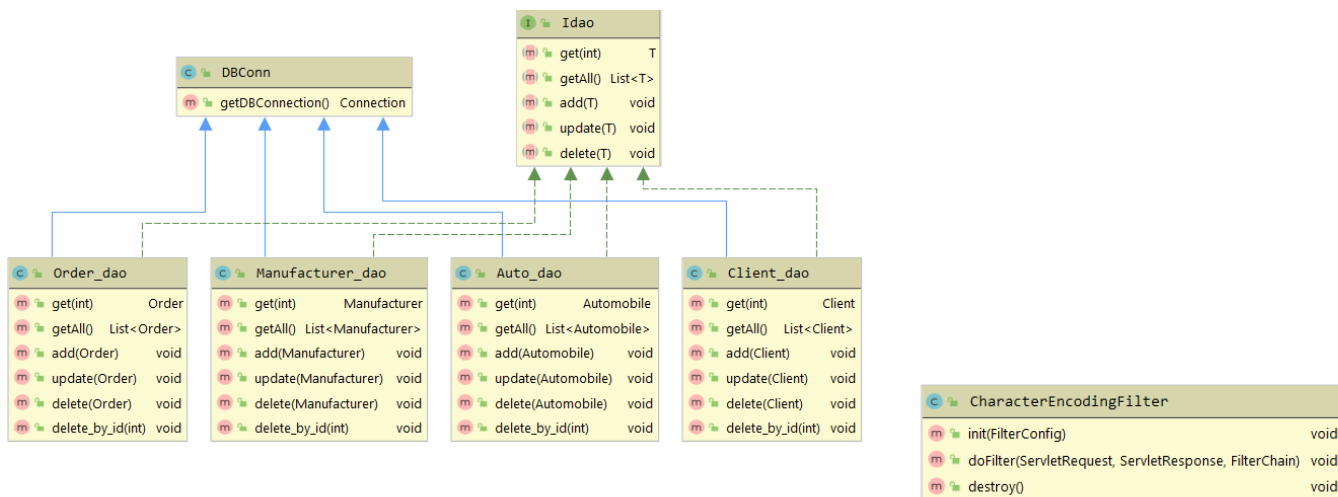 I Idao
m get(int) T
m getAll() List<T>
m add(T) void
m update(T) void
m delete(T) void
C DBConn
m getDBConnection() Connection
C Order_dao
m get(int) Order
m getAll() List<Order>
m add(Order) void
m update(Order) void
m delete(Order) void
m delete_by_id(int) void
C Manufacturer_dao
m get(int) Manufacturer
m getAll() List<Manufacturer>
m add(Manufacturer) void
m update(Manufacturer) void
m delete(Manufacturer) void
m delete_by_id(int) void
C Auto_dao
m get(int) Automobile
m getAll() List<Automobile>
m add(Automobile) void
m update(Automobile) void
m delete(Automobile) void
m delete_by_id(int) void
C Client_dao
m get(int) Client
m getAll() List<Client>
m add(Client) void
m update(Client) void
m delete(Client) void
m delete_by_id(int) void
C CharacterEncodingFilter
m init(FilterConfig) void
m doFilter(ServletRequest, ServletResponse, FilterChain) void
m destroy() void